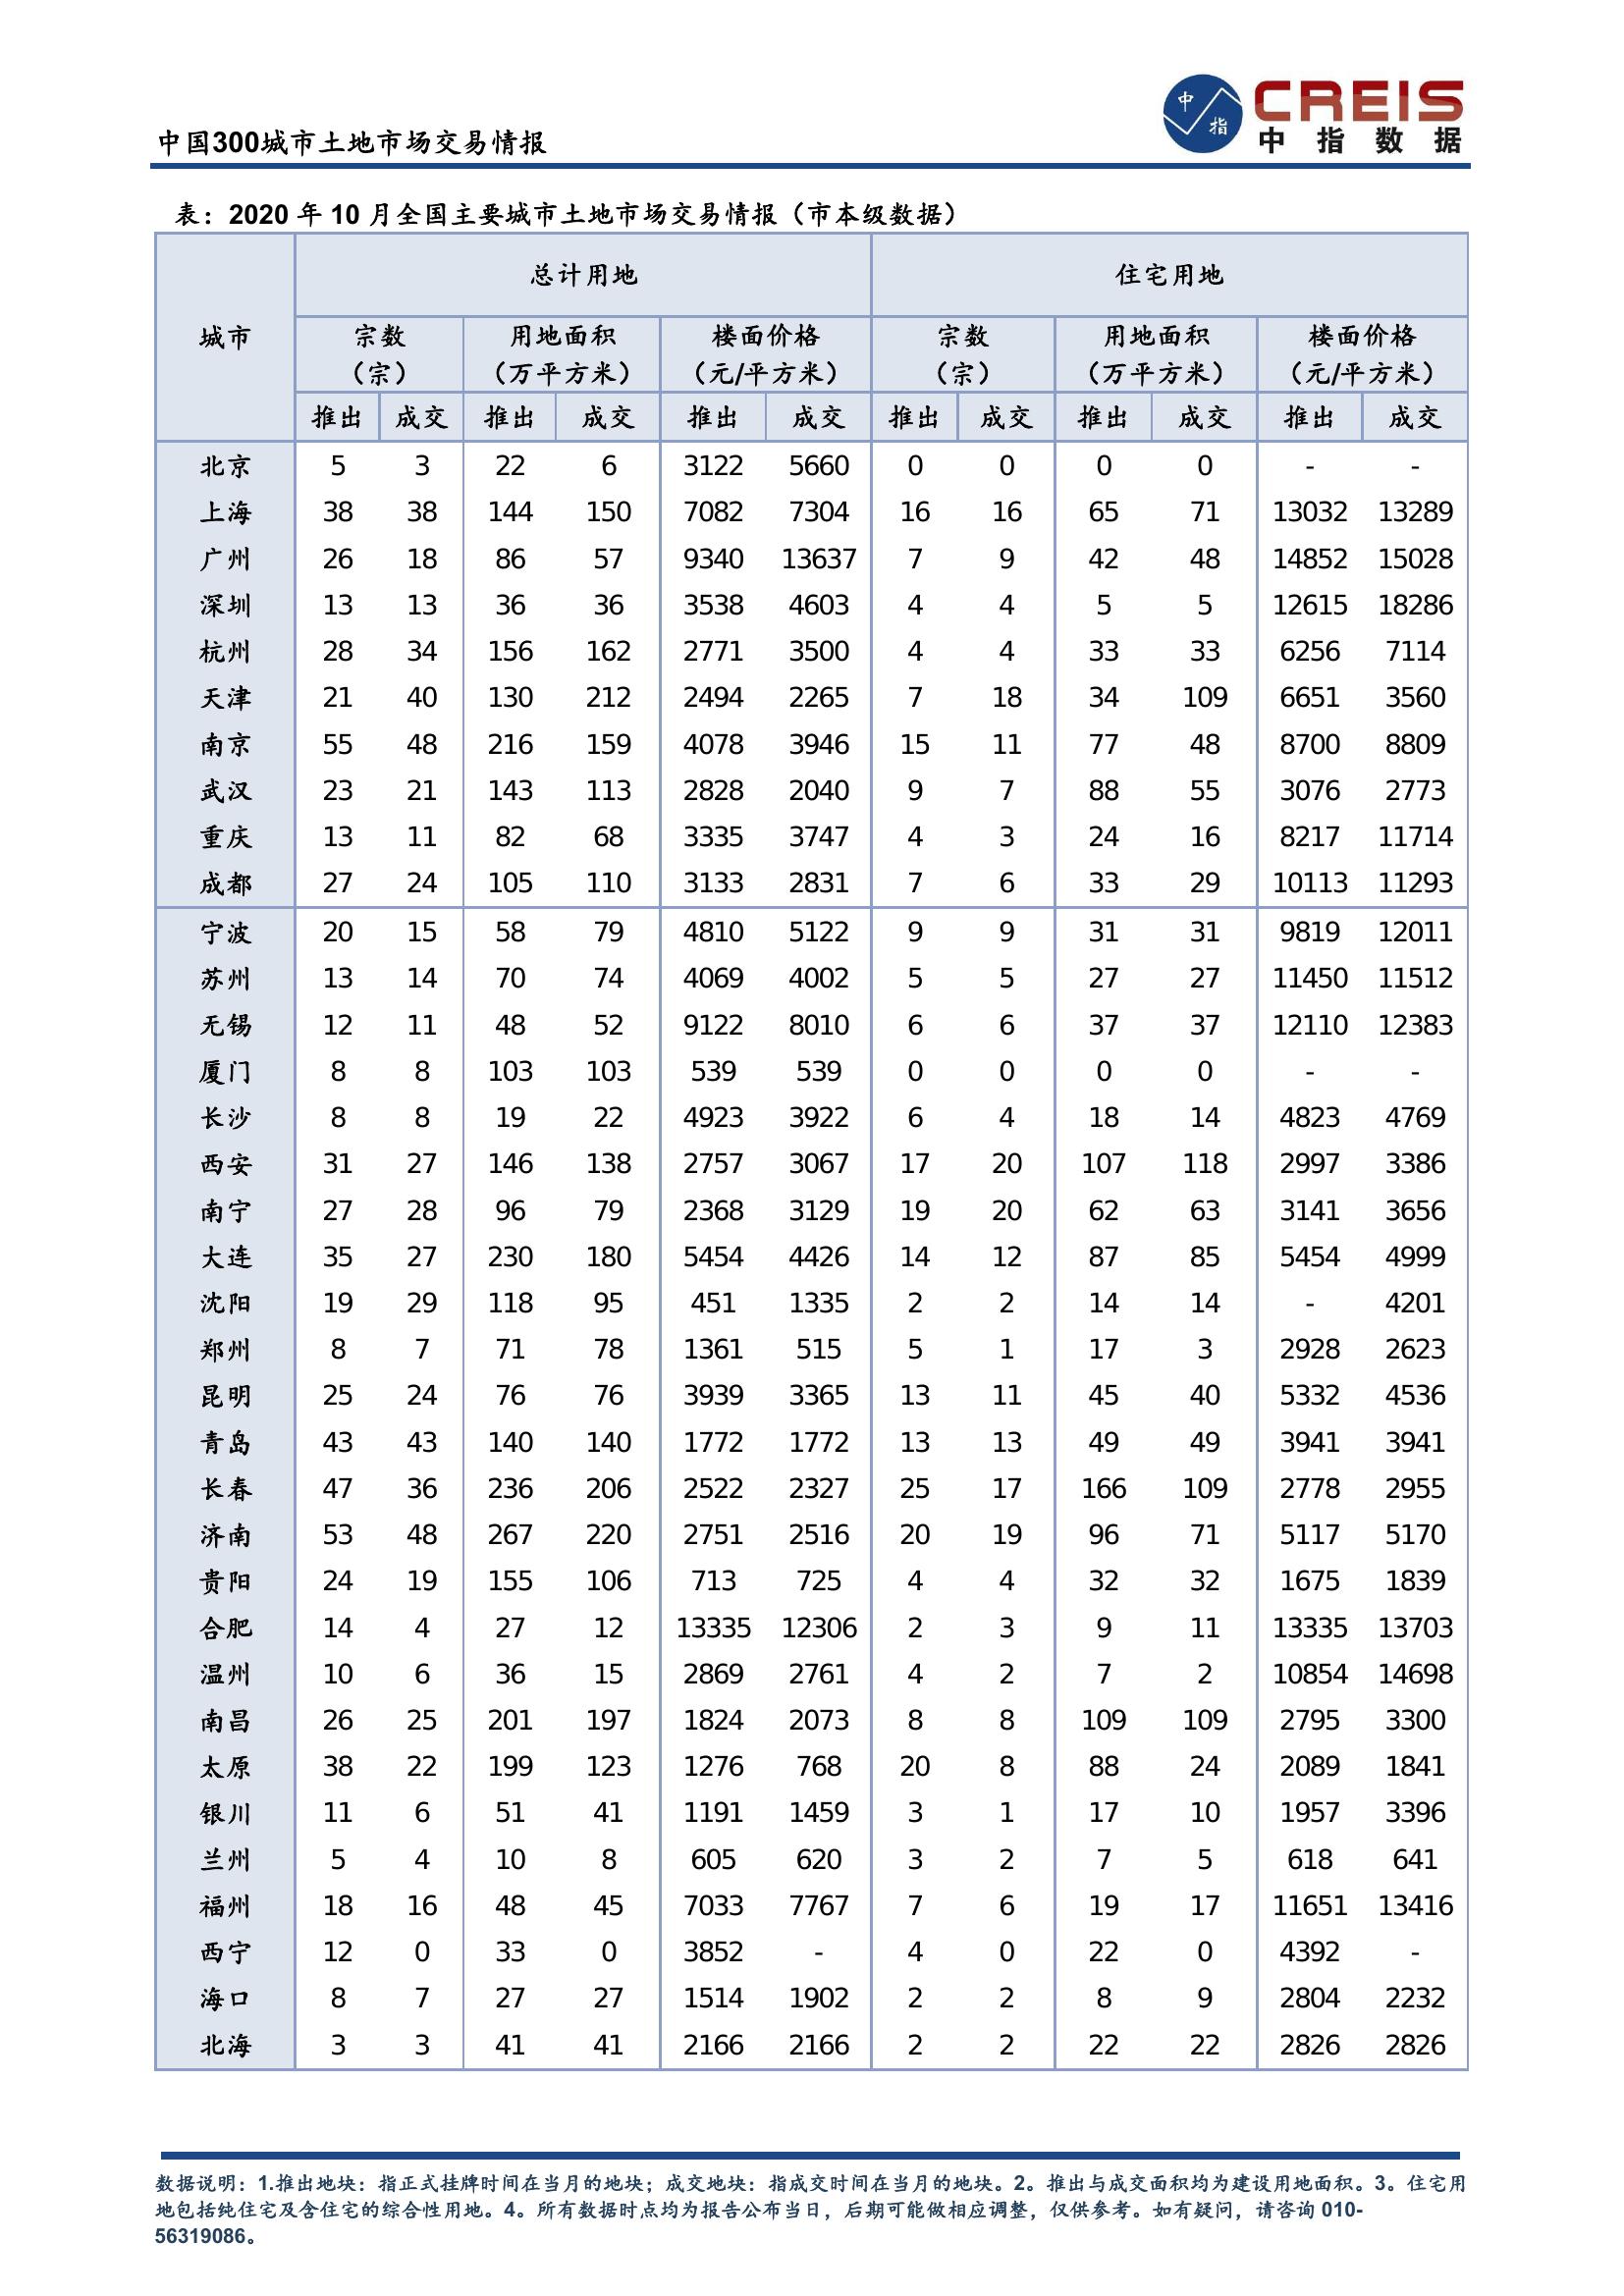 中国300城市土地市场交易情报
中指
CREIS
中指数据
表：2020 年 10 月全国主要城市土地市场交易情报（市本级数据）
城市 总计用地 住宅用地
宗数 用地面积 楼面价格 宗数 用地面积 楼面价格
（宗） （万平方米） （元/平方米） （宗） （万平方米） （元/平方米）
推出 成交 推出 成交 推出 成交 推出 成交 推出 成交 推出 成交
北京 5 3 22 6 3122 5660 0 0 0 0 - -
上海 38 38 144 150 7082 7304 16 16 65 71 13032 13289
广州 26 18 86 57 9340 13637 7 9 42 48 14852 15028
深圳 13 13 36 36 3538 4603 4 4 5 5 12615 18286
杭州 28 34 156 162 2771 3500 4 4 33 33 6256 7114
天津 21 40 130 212 2494 2265 7 18 34 109 6651 3560
南京 55 48 216 159 4078 3946 15 11 77 48 8700 8809
武汉 23 21 143 113 2828 2040 9 7 88 55 3076 2773
重庆 13 11 82 68 3335 3747 4 3 24 16 8217 11714
成都 27 24 105 110 3133 2831 7 6 33 29 10113 11293
宁波 20 15 58 79 4810 5122 9 9 31 31 9819 12011
苏州 13 14 70 74 4069 4002 5 5 27 27 11450 11512
无锡 12 11 48 52 9122 8010 6 6 37 37 12110 12383
厦门 8 8 103 103 539 539 0 0 0 0 - -
长沙 8 8 19 22 4923 3922 6 4 18 14 4823 4769
西安 31 27 146 138 2757 3067 17 20 107 118 2997 3386
南宁 27 28 96 79 2368 3129 19 20 62 63 3141 3656
大连 35 27 230 180 5454 4426 14 12 87 85 5454 4999
沈阳 19 29 118 95 451 1335 2 2 14 14 - 4201
郑州 8 7 71 78 1361 515 5 1 17 3 2928 2623
昆明 25 24 76 76 3939 3365 13 11 45 40 5332 4536
青岛 43 43 140 140 1772 1772 13 13 49 49 3941 3941
长春 47 36 236 206 2522 2327 25 17 166 109 2778 2955
济南 53 48 267 220 2751 2516 20 19 96 71 5117 5170
贵阳 24 19 155 106 713 725 4 4 32 32 1675 1839
合肥 14 4 27 12 13335 12306 2 3 9 11 13335 13703
温州 10 6 36 15 2869 2761 4 2 7 2 10854 14698
南昌 26 25 201 197 1824 2073 8 8 109 109 2795 3300
太原 38 22 199 123 1276 768 20 8 88 24 2089 1841
银川 11 6 51 41 1191 1459 3 1 17 10 1957 3396
兰州 5 4 10 8 605 620 3 2 7 5 618 641
福州 18 16 48 45 7033 7767 7 6 19 17 11651 13416
西宁 12 0 33 0 3852 - 4 0 22 0 4392 -
海口 8 7 27 27 1514 1902 2 2 8 9 2804 2232
北海 3 3 41 41 2166 2166 2 2 22 22 2826 2826
数据说明：1.推出地块：指正式挂牌时间在当月的地块；成交地块：指成交时间在当月的地块。2。推出与成交面积均为建设用地面积。3。住宅用
地包括纯住宅及含住宅的综合性用地。4。所有数据时点均为报告公布当日，后期可能做相应调整，仅供参考。如有疑问，请咨询 010-
56319086。